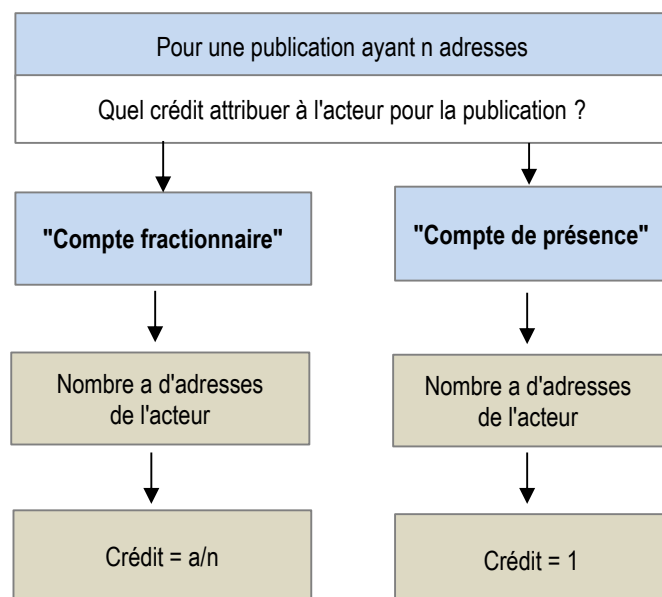 Pour une publication ayant n adresses
Quel crédit attribuer à l'acteur pour la publication ?
"Compte fractionnaire"
"Compte de présence"
Nombre a d'adresses
de l'acteur
Nombre a d'adresses
de l'acteur
Crédit = a/n
Crédit = 1